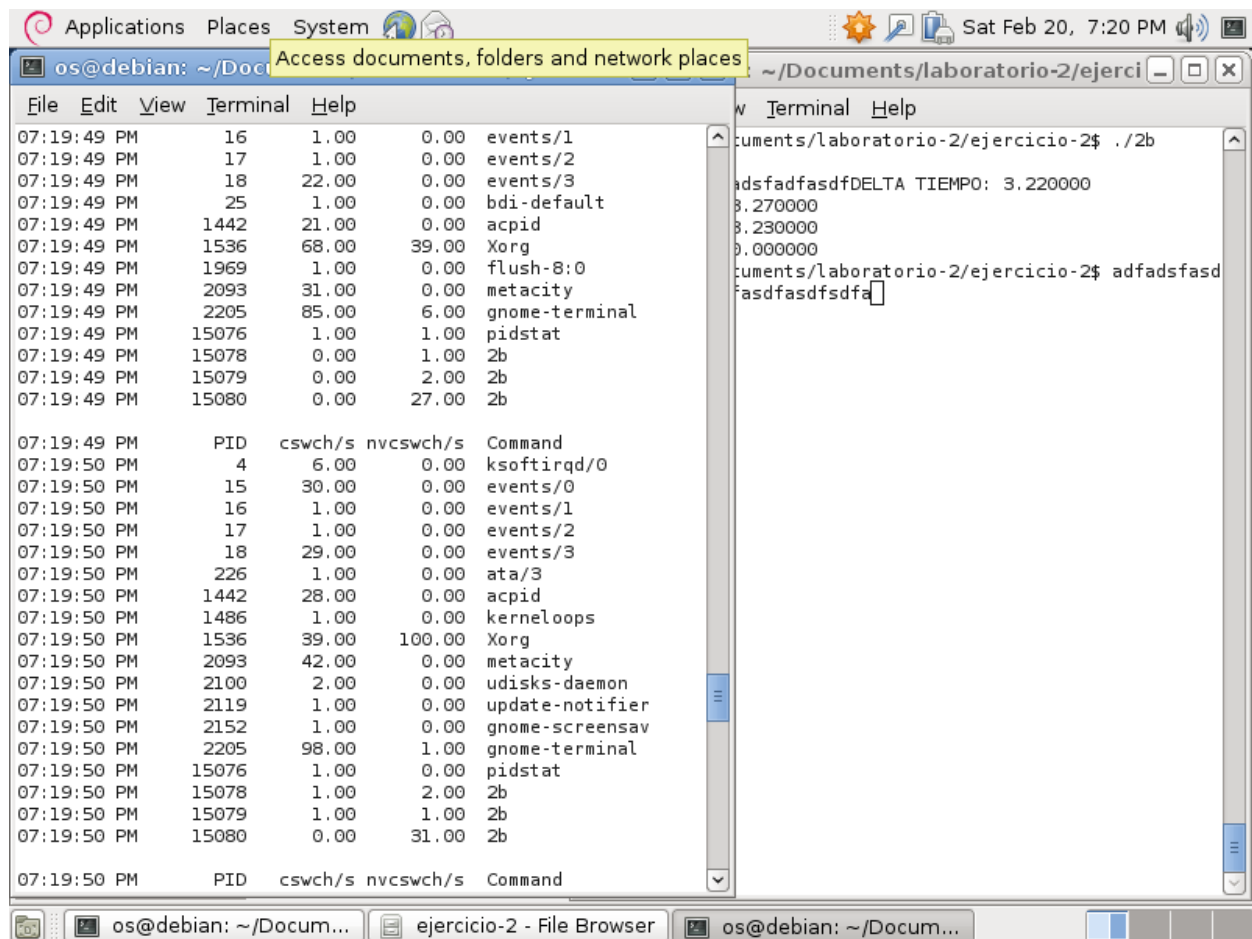 Applications Places System Sat Feb 20, 7:20 PM
Access documents, folders and network places
os@debian: ~/Doc
File Edit View Terminal Help
07:19:49 PM 16 1.00 0.00 events/1
07:19:49 PM 17 1.00 0.00 events/2
07:19:49 PM 18 22.00 0.00 events/3
07:19:49 PM 25 1.00 0.00 bdi-default
07:19:49 PM 1442 21.00 0.00 acpid
07:19:49 PM 1536 68.00 39.00 Xorg
07:19:49 PM 1969 1.00 0.00 flush-8:0
07:19:49 PM 2093 31.00 0.00 metacity
07:19:49 PM 2205 85.00 6.00 gnome-terminal
07:19:49 PM 15076 1.00 1.00 pidstat
07:19:49 PM 15078 0.00 1.00 2b
07:19:49 PM 15079 0.00 2.00 2b
07:19:49 PM 15080 0.00 27.00 2b
07:19:49 PM PID cswch/s nvcswch/s Command
07:19:50 PM 4 6.00 0.00 ksoftirqd/0
07:19:50 PM 15 30.00 0.00 events/0
07:19:50 PM 16 1.00 0.00 events/1
07:19:50 PM 17 1.00 0.00 events/2
07:19:50 PM 18 29.00 0.00 events/3
07:19:50 PM 226 1.00 0.00 ata/3
07:19:50 PM 1442 28.00 0.00 acpid
07:19:50 PM 1486 1.00 0.00 kerneloops
07:19:50 PM 1536 39.00 100.00 Xorg
07:19:50 PM 2093 42.00 0.00 metacity
07:19:50 PM 2100 2.00 0.00 udisks-daemon
07:19:50 PM 2119 1.00 0.00 update-notifier
07:19:50 PM 2152 1.00 0.00 gnome-screensav
07:19:50 PM 2205 98.00 1.00 gnome-terminal
07:19:50 PM 15076 1.00 0.00 pidstat
07:19:50 PM 15078 1.00 2.00 2b
07:19:50 PM 15079 1.00 1.00 2b
07:19:50 PM 15080 0.00 31.00 2b
07:19:50 PM PID cswch/s nvcswch/s Command
: ~/Documents/laboratorio-2/ejerci
w Terminal Help
cuments/laboratorio-2/ejercicio-2$ ./2b
adsfadfasdfDELTA TIEMPO: 3.220000
3.270000
3.230000
0.000000
cuments/laboratorio-2/ejercicio-2$ adfadsfasd
fasdfasdfsdfa
os@debian: ~/Docum... ejercicio-2 - File Browser os@debian: ~/Docum...